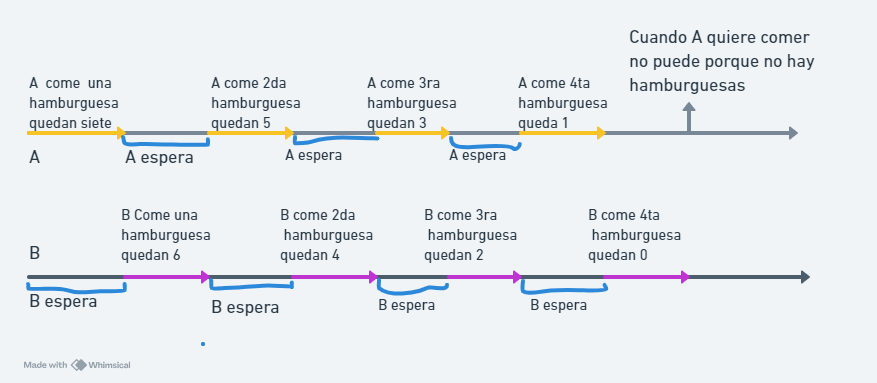 Cuando A quiere comer
no puede porque no hay
hamburguesas
A  come  una
hamburguesa
quedan siete
A come 2da
hamburguesa
quedan 5
A come 3ra
hamburguesa
quedan 3
A come 4ta
hamburguesa
queda 1
A
A espera
A espera
A espera
B Come una
hamburguesa
quedan 6
B come 2da
hamburguesa
quedan 4
B come 3ra
hamburguesa
quedan 2
B come 4ta
hamburguesa
quedan 0
B
B espera
B espera
B espera
B espera
Made with Whimsical